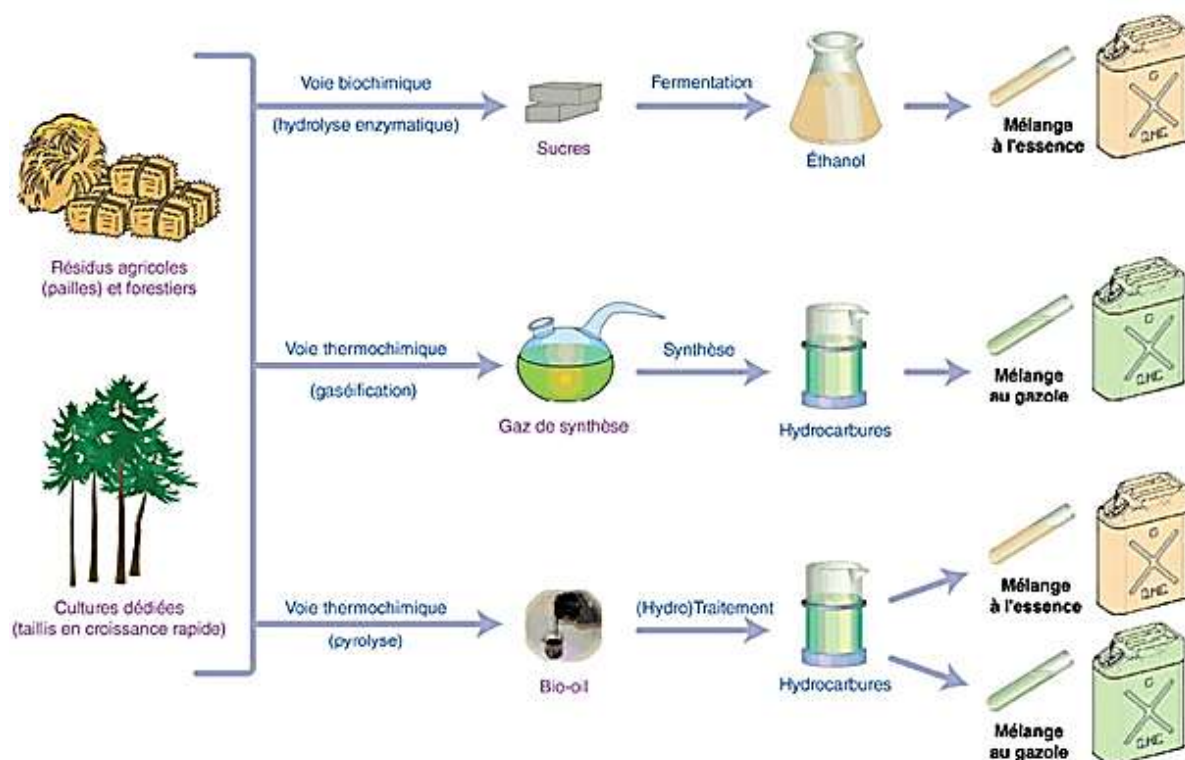 Voie biochimique
(hydrolyse enzymatique)
Sucres
Fermentation
Éthanol
Mélange
à l'essence
Résidus agricoles
(pailles) et forestiers
Voie thermochimique
(gaséification)
Gaz de synthèse
Synthèse
Hydrocarbures
Mélange
au gazole
Cultures dédiées
(taillis en croissance rapide)
Voie thermochimique
(pyrolyse)
Bio-oil
(Hydro)Traitement
Hydrocarbures
Mélange
à l'essence
Mélange
au gazole